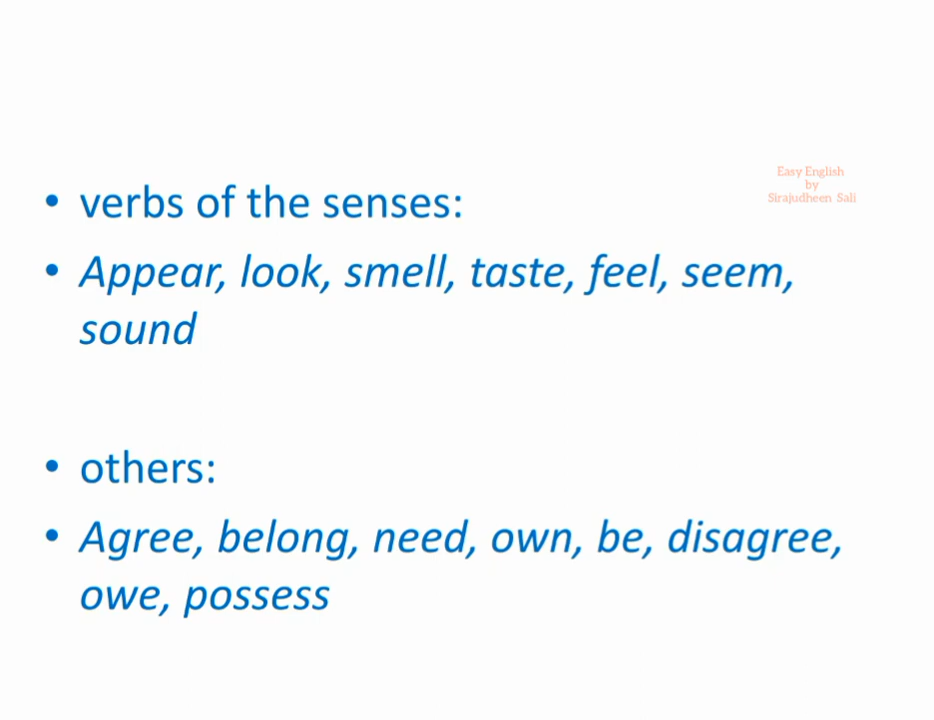 Easy English
by
Sirajudheen Sali
• verbs of the senses:
• Appear, look, smell, taste, feel, seem,
sound
• others:
• Agree, belong, need, own, be, disagree,
owe, possess